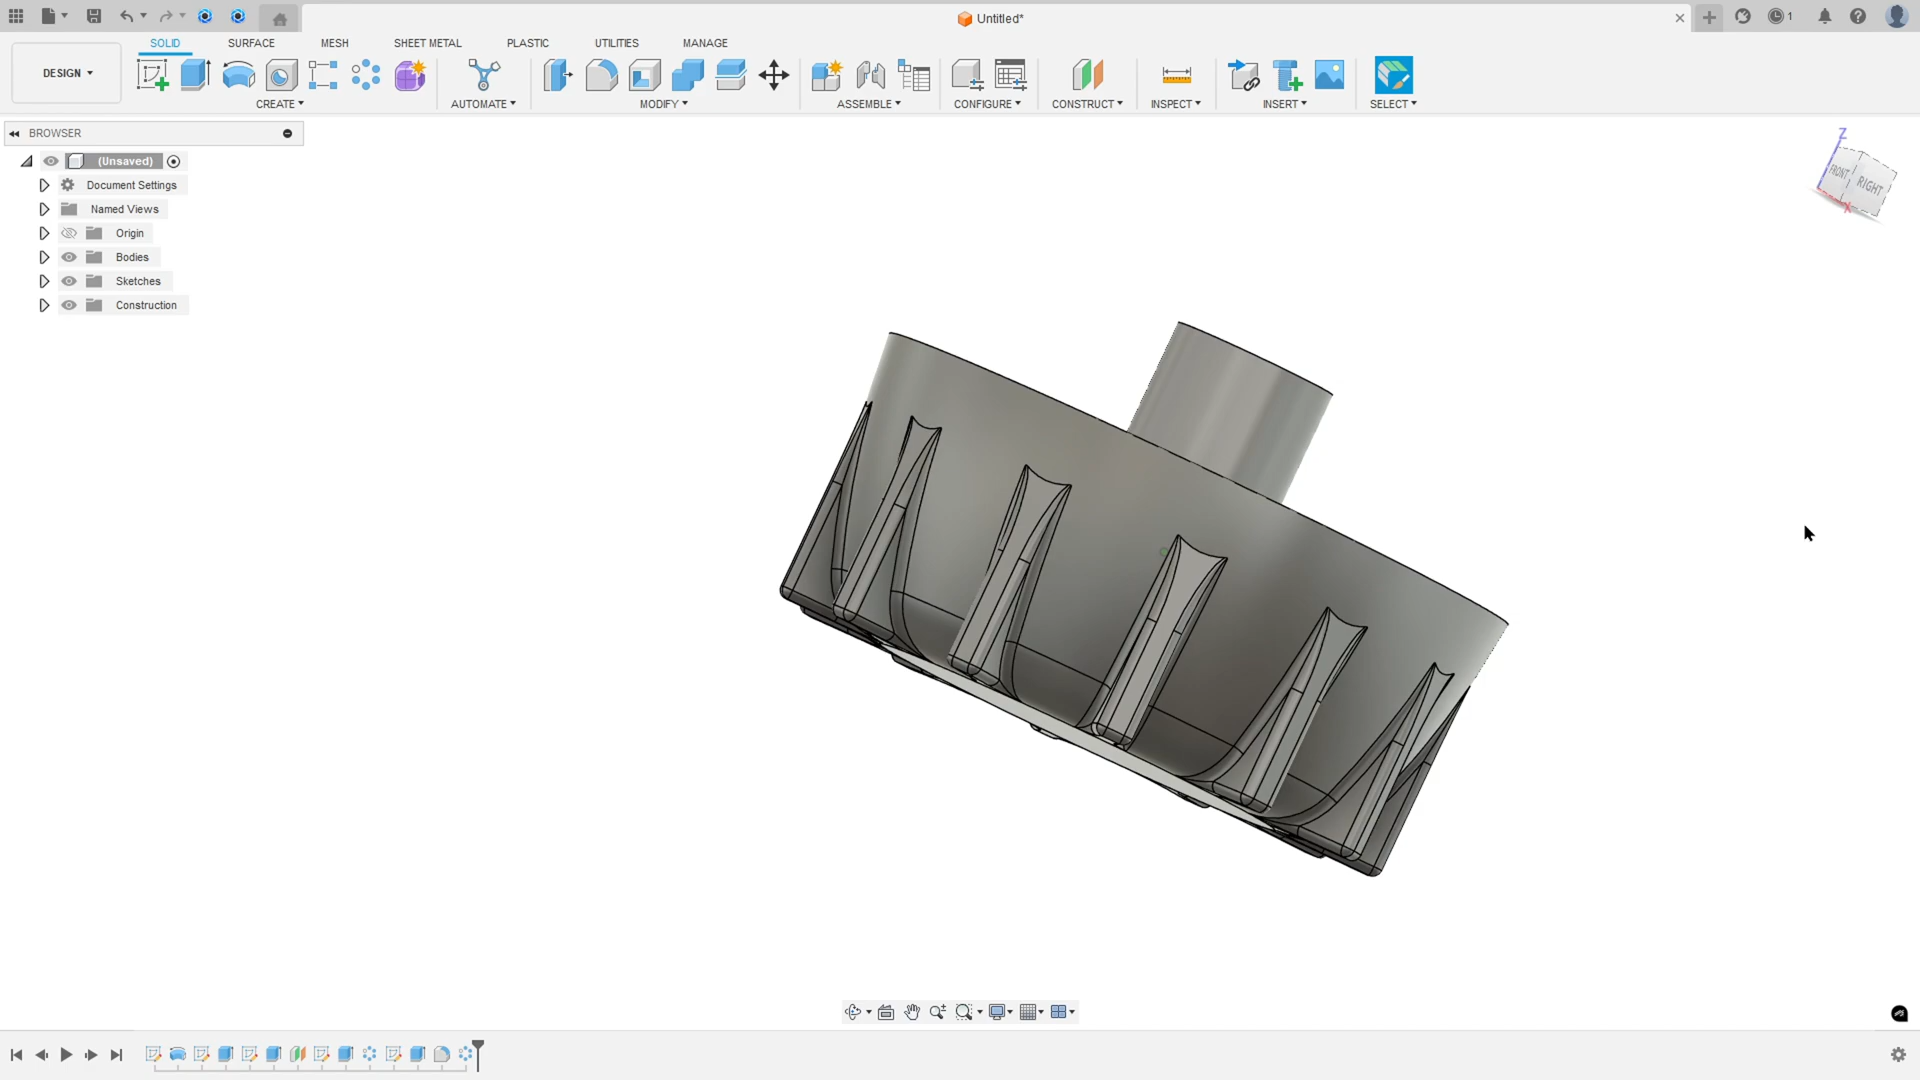 Untitled*
1
DESIGN
SOLID SURFACE MESH SHEET METAL PLASTIC UTILITIES MANAGE
CREATE AUTOMATE MODIFY ASSEMBLE CONFIGURE CONSTRUCT INSPECT INSERT SELECT
BROWSER
(Unsaved)
Document Settings
Named Views
Origin
Bodies
Sketches
Construction
Z
FRONT RIGHT
X